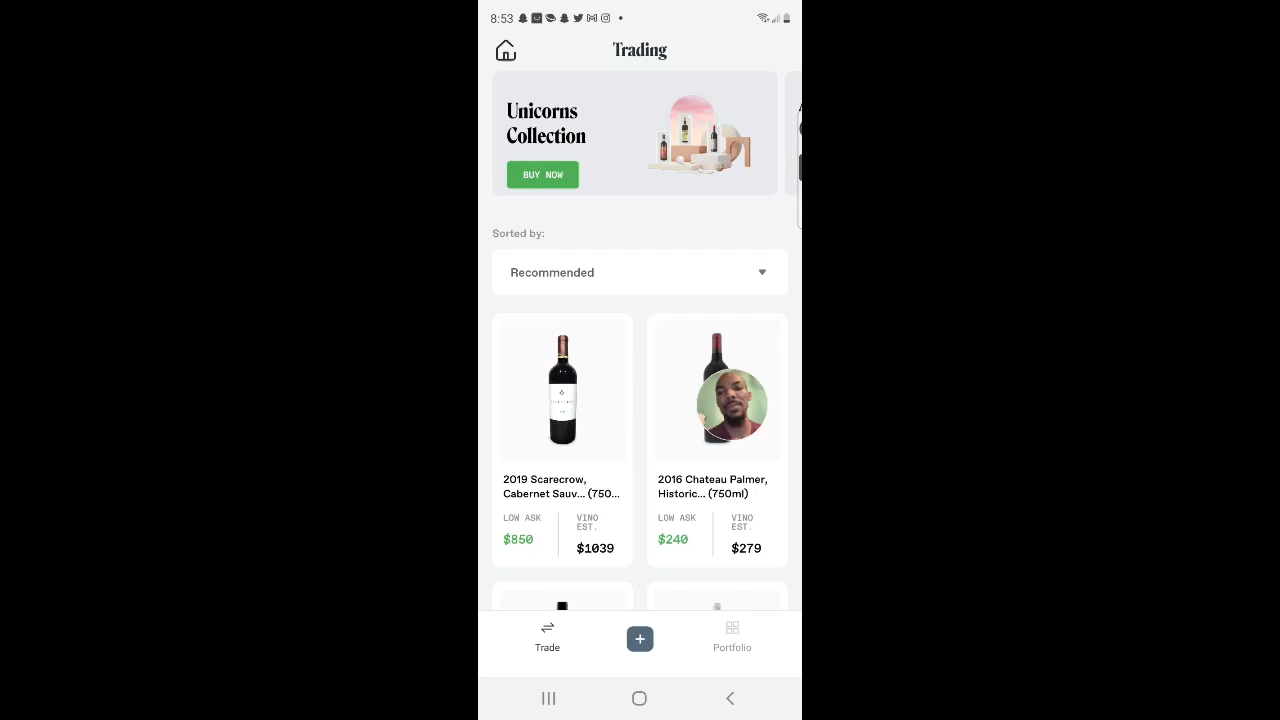 8:53
Trading
Unicorns
Collection
BUY NOW
Sorted by:
Recommended
2019 Scarecrow,
Cabernet Sauv... (750...
LOW ASK
$850
VINO
EST.
$1039
2016 Chateau Palmer,
Historic... (750ml)
LOW ASK
$240
VINO
EST.
$279
Trade
Portfolio